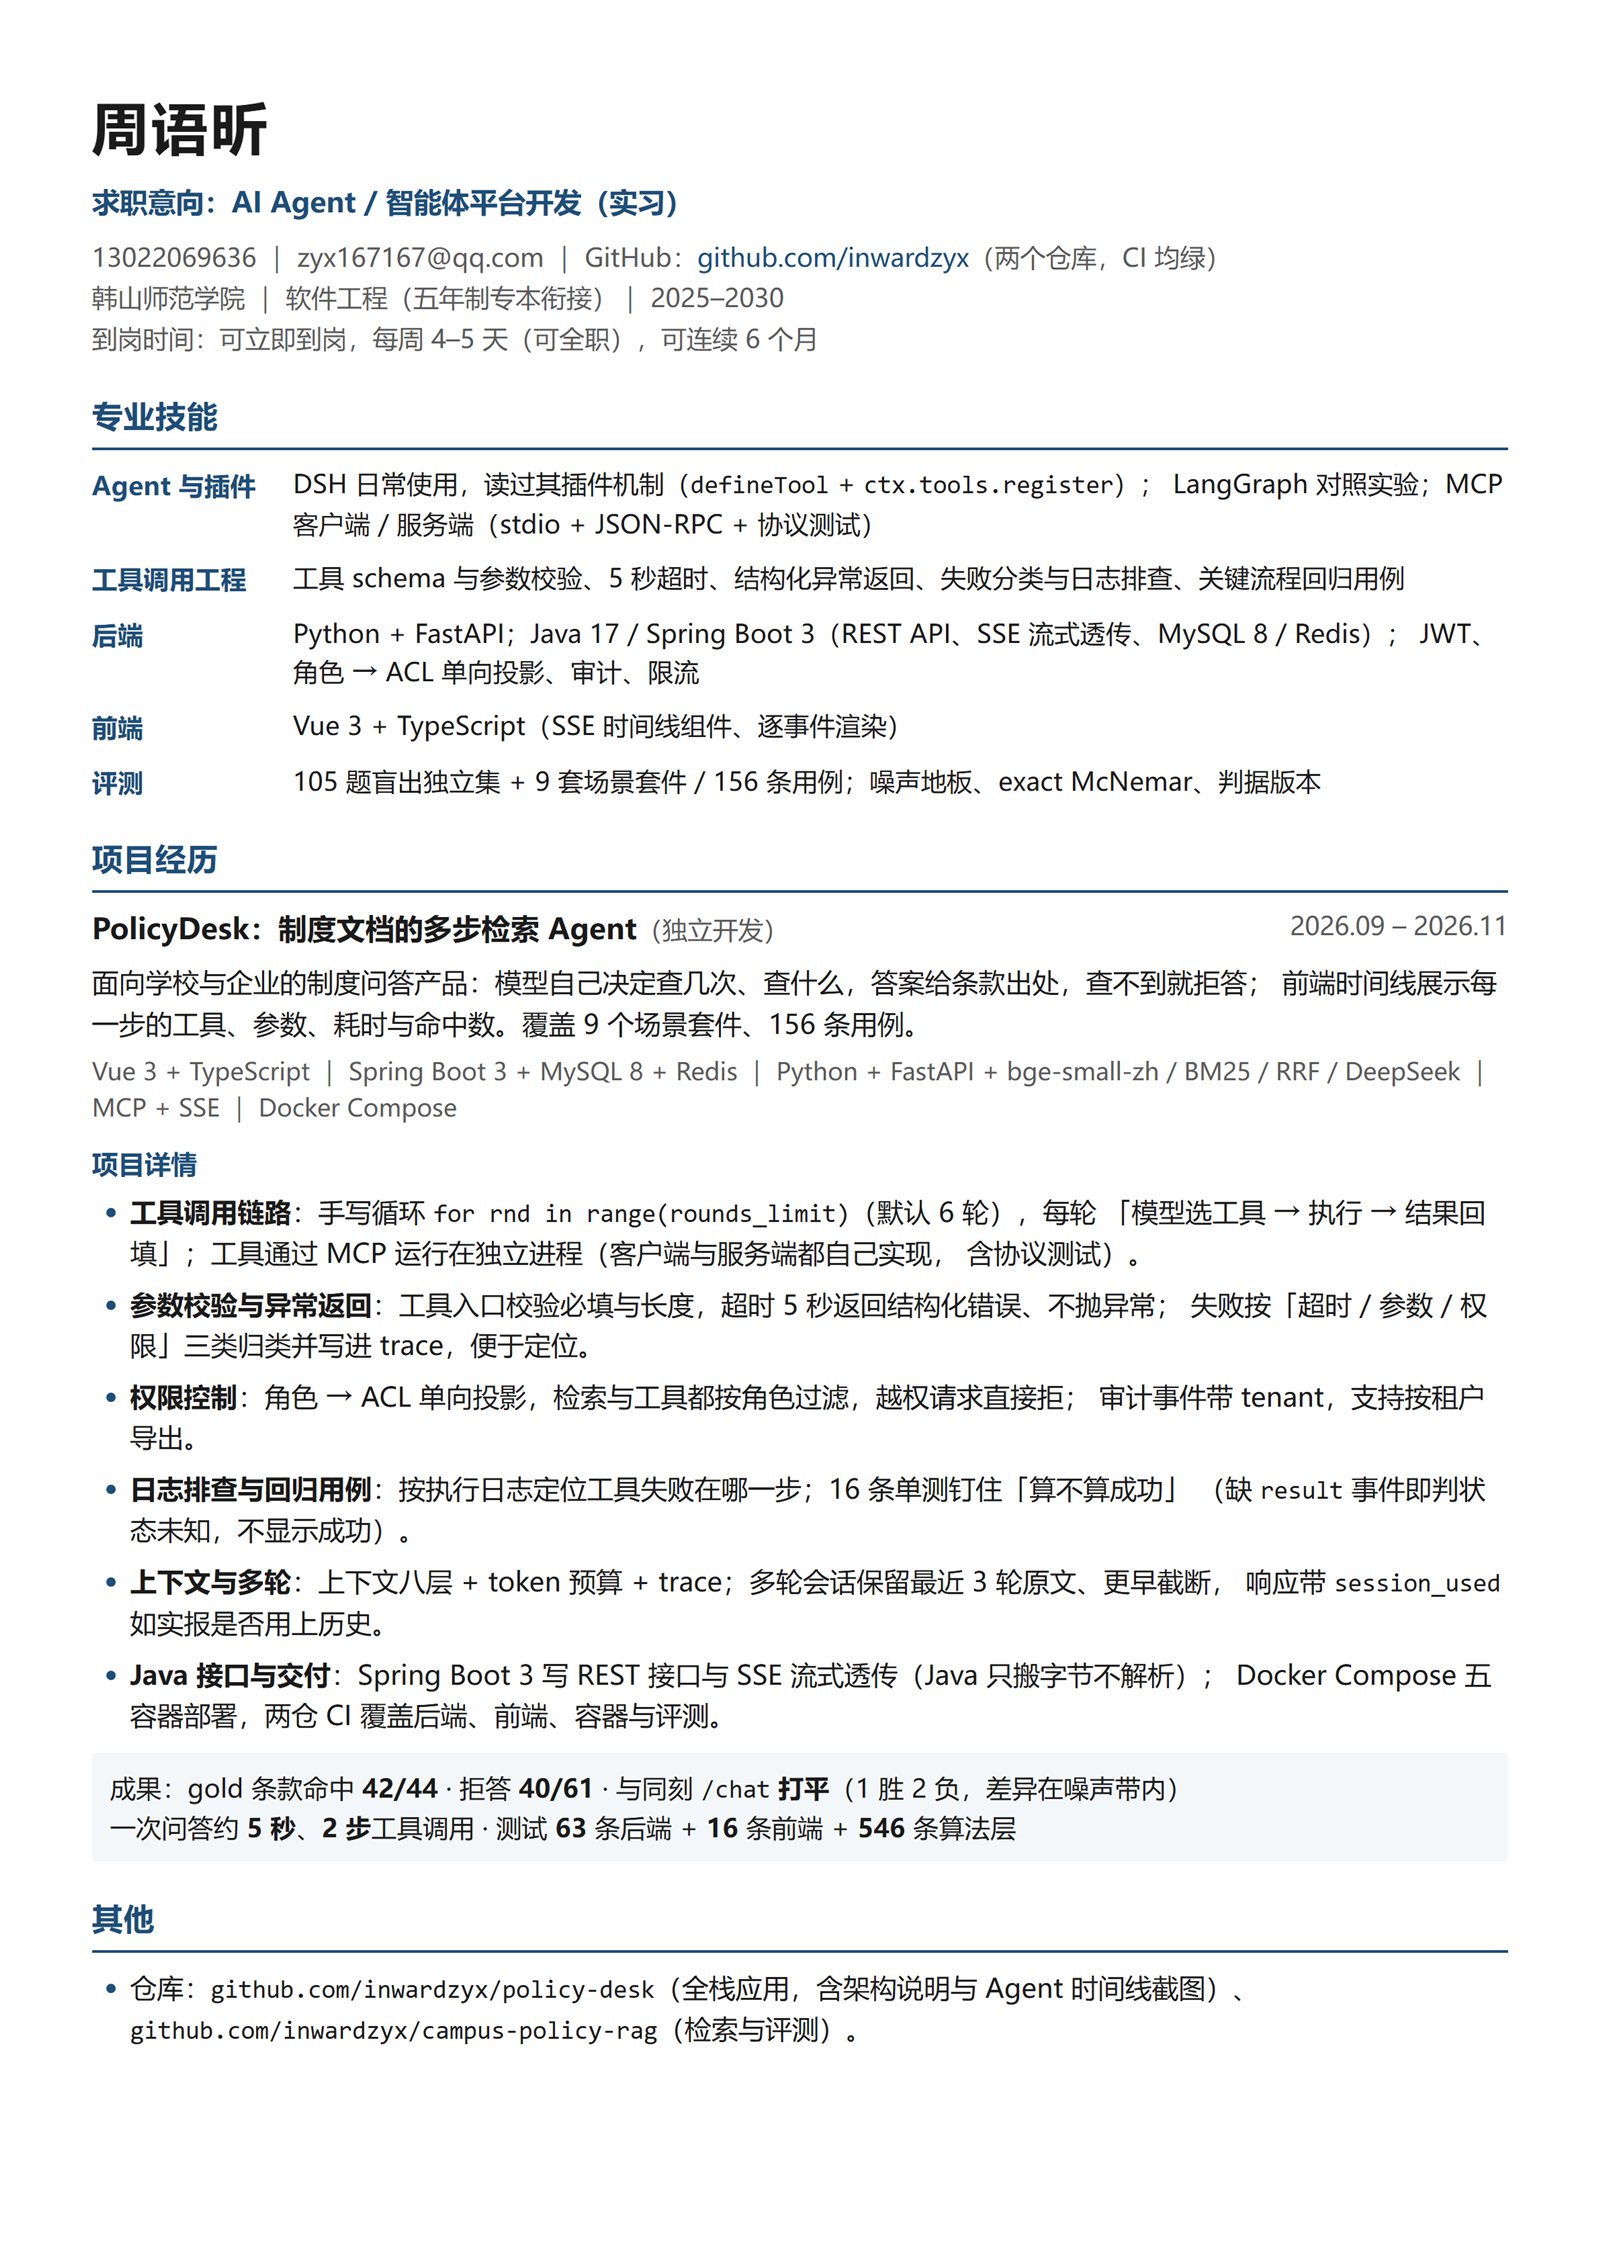 周语昕
求职意向：AI Agent / 智能体平台开发（实习）
13022069636 ｜ zyx167167@qq.com ｜ GitHub：github.com/inwardzyx（两个仓库，CI 均绿）
韩山师范学院 ｜ 软件工程（五年制专本衔接）｜ 2025–2030
到岗时间：可立即到岗，每周 4–5 天（可全职），可连续 6 个月
专业技能
Agent 与插件 DSH 日常使用，读过其插件机制（defineTool + ctx.tools.register）； LangGraph 对照实验；MCP
客户端 / 服务端（stdio + JSON-RPC + 协议测试）
工具调用工程 工具 schema 与参数校验、5 秒超时、结构化异常返回、失败分类与日志排查、关键流程回归用例
后端 Python + FastAPI；Java 17 / Spring Boot 3（REST API、SSE 流式透传、MySQL 8 / Redis）； JWT、
角色 → ACL 单向投影、审计、限流
前端 Vue 3 + TypeScript（SSE 时间线组件、逐事件渲染）
评测 105 题盲出独立集 + 9 套场景套件 / 156 条用例；噪声地板、exact McNemar、判据版本
项目经历
PolicyDesk：制度文档的多步检索 Agent（独立开发） 2026.09 – 2026.11
面向学校与企业的制度问答产品：模型自己决定查几次、查什么，答案给条款出处，查不到就拒答； 前端时间线展示每
一步的工具、参数、耗时与命中数。覆盖 9 个场景套件、156 条用例。
Vue 3 + TypeScript ｜ Spring Boot 3 + MySQL 8 + Redis ｜ Python + FastAPI + bge-small-zh / BM25 / RRF / DeepSeek ｜
MCP + SSE ｜ Docker Compose
项目详情
• 工具调用链路：手写循环 for rnd in range(rounds_limit)（默认 6 轮），每轮 「模型选工具 → 执行 → 结果回
填」；工具通过 MCP 运行在独立进程（客户端与服务端都自己实现， 含协议测试）。
• 参数校验与异常返回：工具入口校验必填与长度，超时 5 秒返回结构化错误、不抛异常； 失败按「超时 / 参数 / 权
限」三类归类并写进 trace，便于定位。
• 权限控制：角色 → ACL 单向投影，检索与工具都按角色过滤，越权请求直接拒； 审计事件带 tenant，支持按租户
导出。
• 日志排查与回归用例：按执行日志定位工具失败在哪一步；16 条单测钉住「算不算成功」 （缺 result 事件即判状
态未知，不显示成功）。
• 上下文与多轮：上下文八层 + token 预算 + trace；多轮会话保留最近 3 轮原文、更早截断， 响应带 session_used
如实报是否用上历史。
• Java 接口与交付：Spring Boot 3 写 REST 接口与 SSE 流式透传（Java 只搬字节不解析）； Docker Compose 五
容器部署，两仓 CI 覆盖后端、前端、容器与评测。
成果：gold 条款命中 42/44 · 拒答 40/61 · 与同刻 /chat 打平（1 胜 2 负，差异在噪声带内）
一次问答约 5 秒、2 步工具调用 · 测试 63 条后端 + 16 条前端 + 546 条算法层
其他
• 仓库：github.com/inwardzyx/policy-desk（全栈应用，含架构说明与 Agent 时间线截图）、
github.com/inwardzyx/campus-policy-rag（检索与评测）。